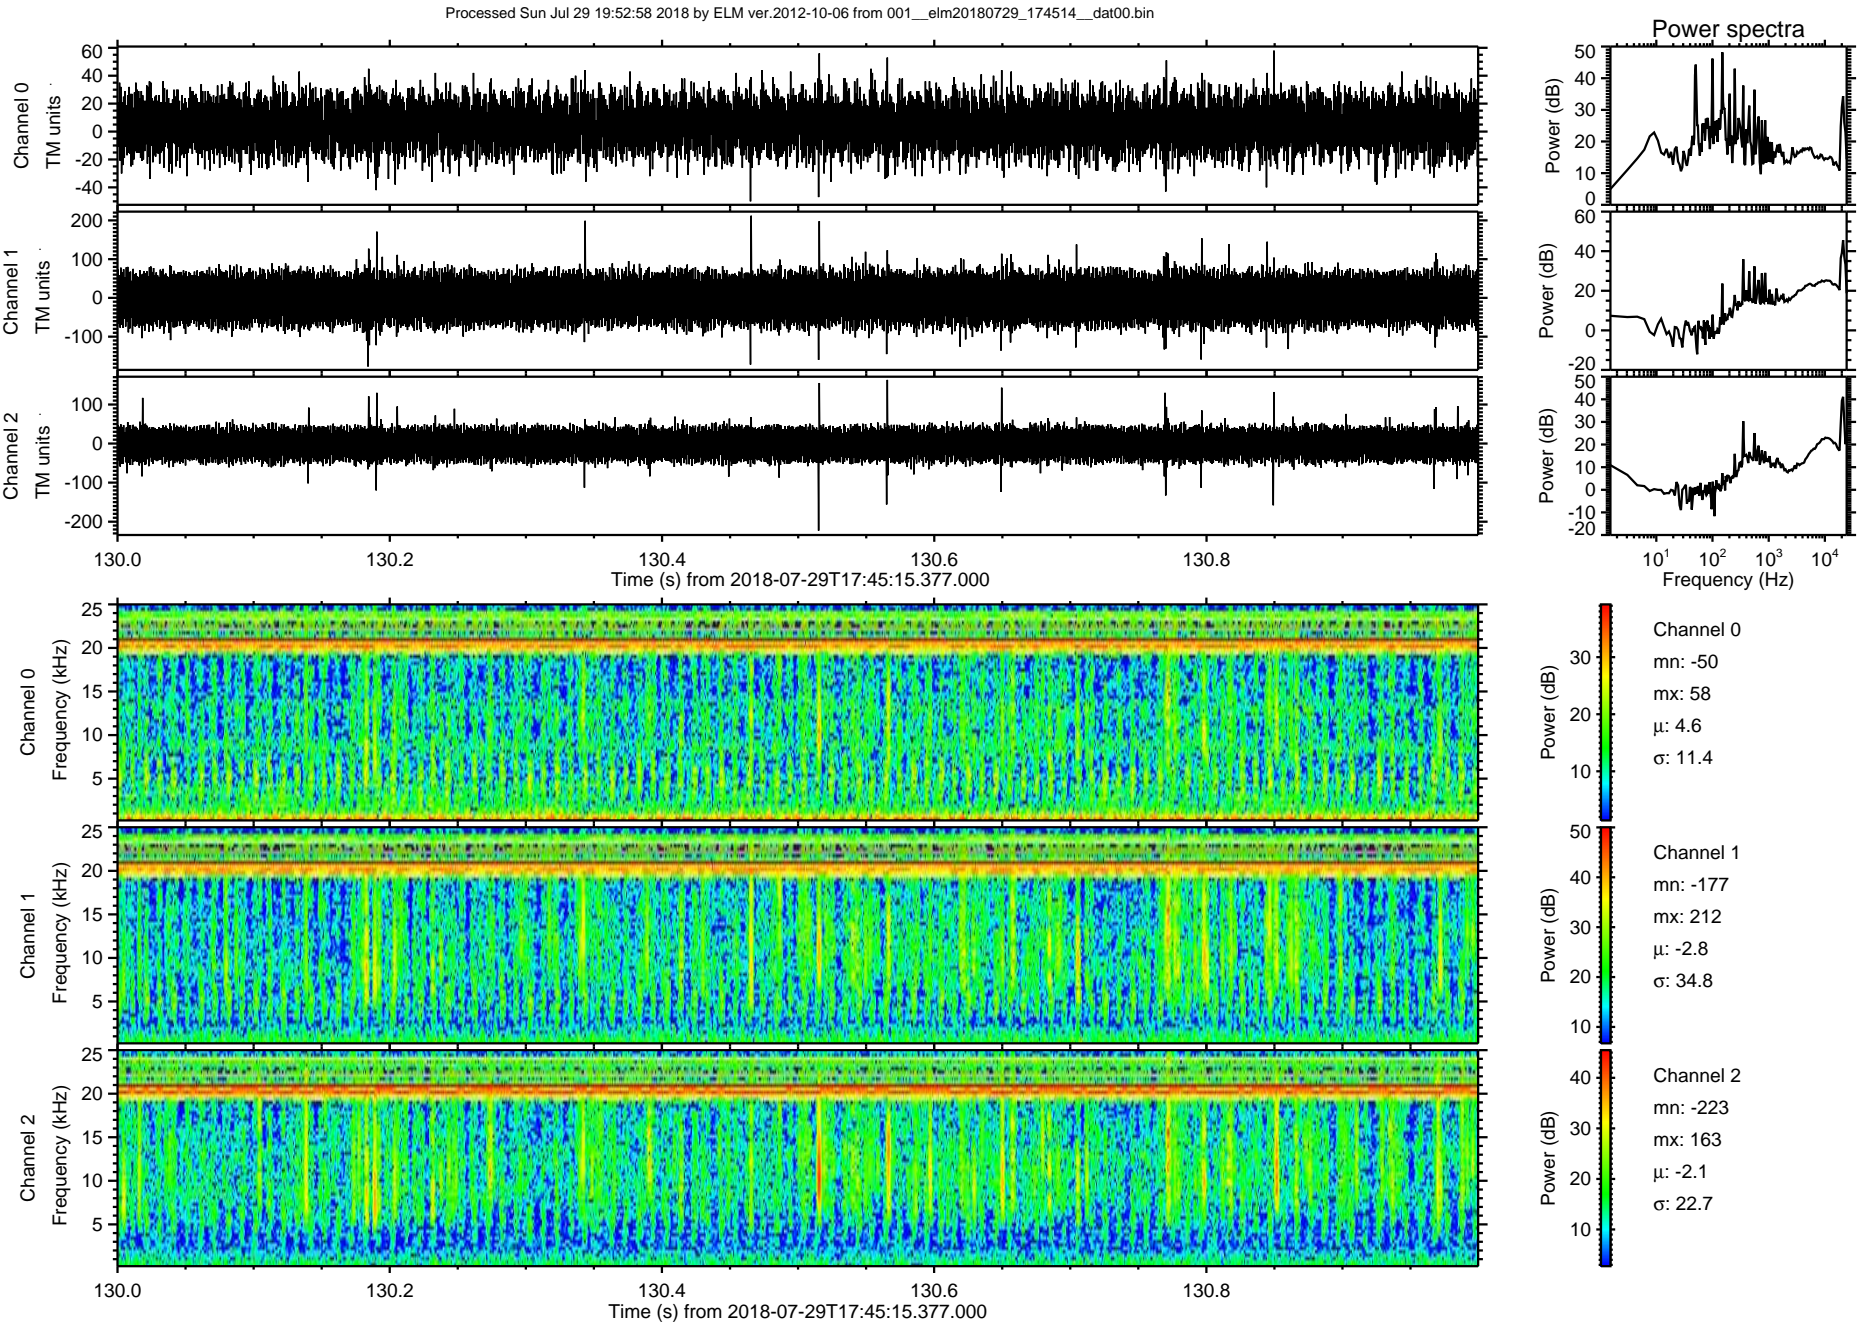 Processed Sun Jul 29 19:52:58 2018 by ELM ver.2012-10-06 from 001__elm20180729_174514__dat00.bin
Power spectra
Channel 0
TM units
60
40
20
0
-20
-40
Power (dB)
50
40
30
20
10
0
Channel 1
TM units
200
100
0
-100
Power (dB)
60
40
20
0
-20
Channel 2
TM units
100
0
-100
-200
Power (dB)
50
40
30
20
10
0
-10
-20
130.0 130.2 130.4 130.6 130.8
Time (s) from 2018-07-29T17:45:15.377.000
10^1 10^2 10^3 10^4
Frequency (Hz)
Channel 0
Frequency (kHz)
25
20
15
10
5
Power (dB)
30
20
10
Channel 0
mn: -50
mx: 58
μ: 4.6
σ: 11.4
Channel 1
Frequency (kHz)
25
20
15
10
5
Power (dB)
50
40
30
20
10
Channel 1
mn: -177
mx: 212
μ: -2.8
σ: 34.8
Channel 2
Frequency (kHz)
25
20
15
10
5
Power (dB)
40
30
20
10
Channel 2
mn: -223
mx: 163
μ: -2.1
σ: 22.7
130.0 130.2 130.4 130.6 130.8
Time (s) from 2018-07-29T17:45:15.377.000